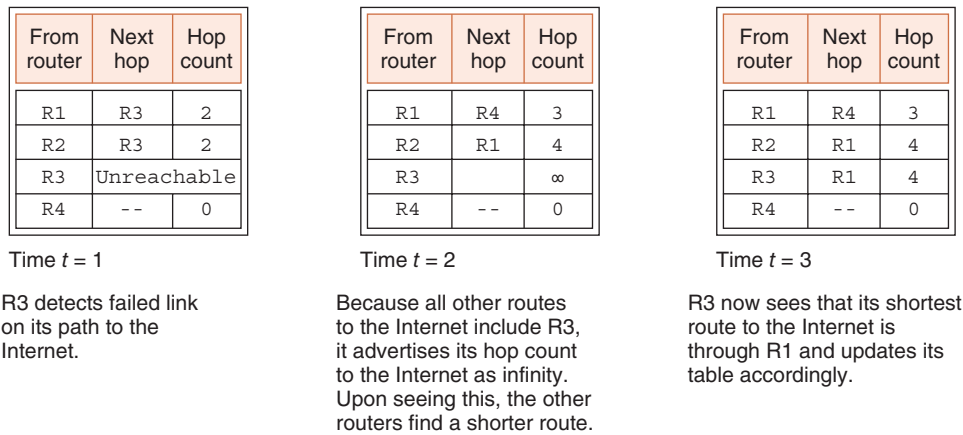 From router Next hop Hop count
R1 R3 2
R2 R3 2
R3 Unreachable
R4 -- 0
Time t = 1
R3 detects failed link
on its path to the
Internet.
From router Next hop Hop count
R1 R4 3
R2 R1 4
R3 ∞
R4 -- 0
Time t = 2
Because all other routes
to the Internet include R3,
it advertises its hop count
to the Internet as infinity.
Upon seeing this, the other
routers find a shorter route.
From router Next hop Hop count
R1 R4 3
R2 R1 4
R3 R1 4
R4 -- 0
Time t = 3
R3 now sees that its shortest
route to the Internet is
through R1 and updates its
table accordingly.